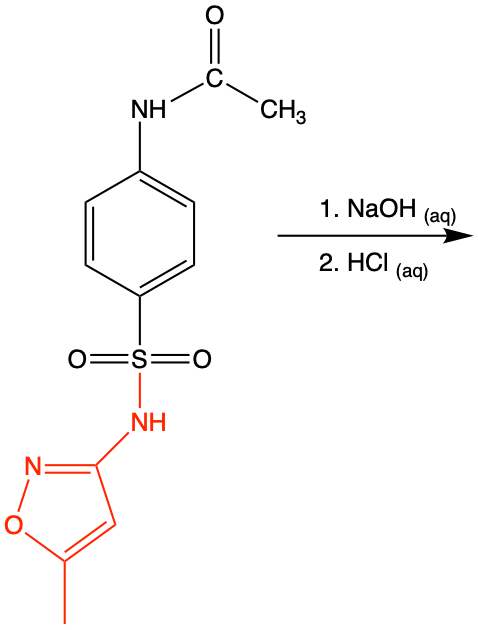 O
C
NH
CH3
1. NaOH (aq)
2. HCl (aq)
O S O
NH
N
O